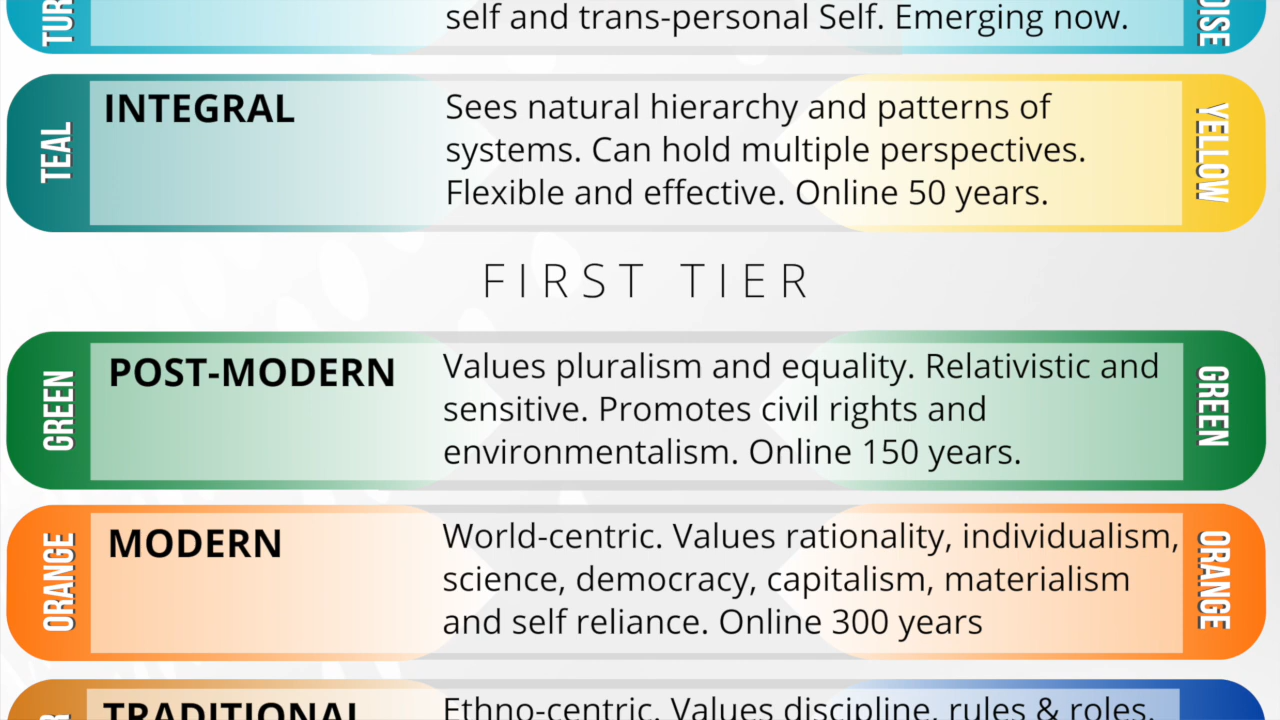 TUR
self and trans-personal Self. Emerging now.
OISE
TEAL
INTEGRAL
Sees natural hierarchy and patterns of
systems. Can hold multiple perspectives.
Flexible and effective. Online 50 years.
YELLOW
FIRST TIER
GREEN
POST-MODERN
Values pluralism and equality. Relativistic and
sensitive. Promotes civil rights and
environmentalism. Online 150 years.
GREEN
ORANGE
MODERN
World-centric. Values rationality, individualism,
science, democracy, capitalism, materialism
and self reliance. Online 300 years
ORANGE
R
TRADITIONAL
Ethno-centric. Values discipline, rules & roles.